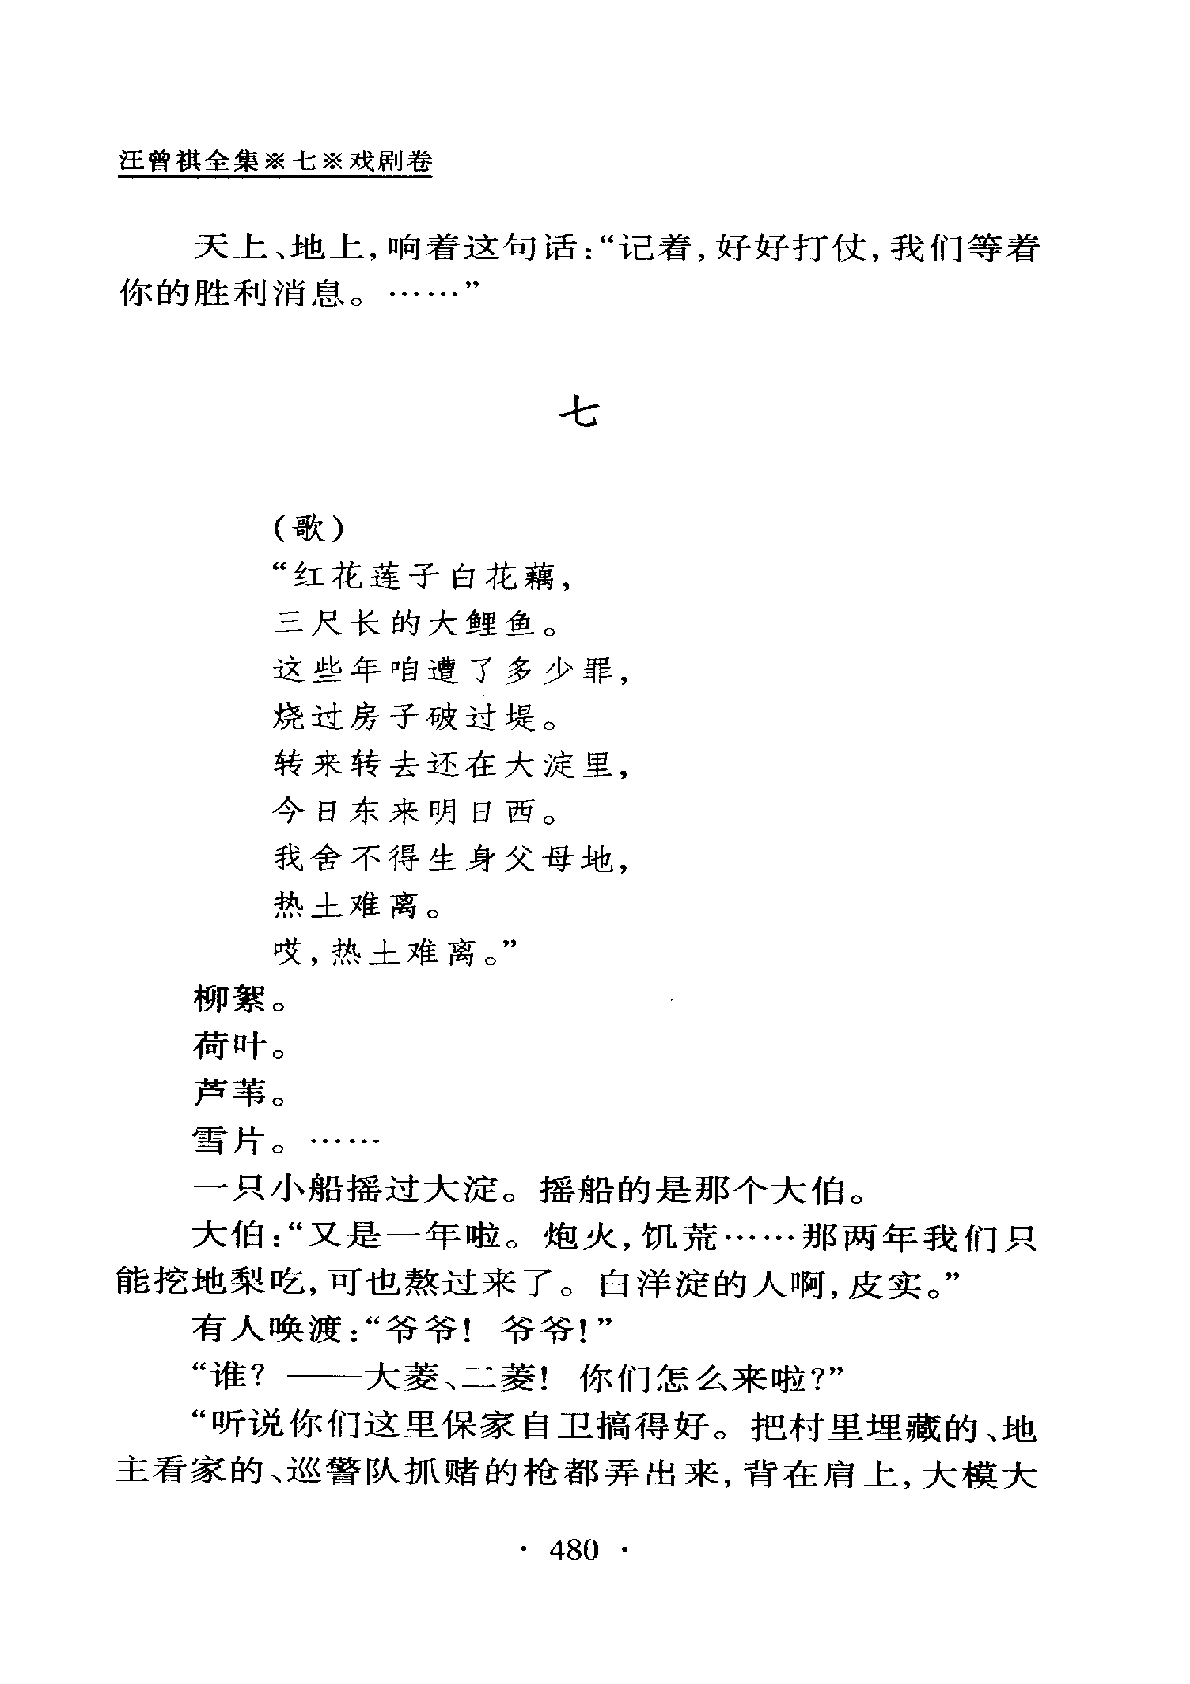 汪曾祺全集※七※戏剧卷
天上、地上，响着这句话：“记着，好好打仗，我们等着
你的胜利消息。……”
七
（歌）
“红花莲子白花藕，
三尺长的大鲤鱼。
这些年咱遭了多少罪，
烧过房子破过堤。
转来转去还在大淀里，
今日东来明日西。
我舍不得生身父母地，
热土难离。
哎，热土难离。”
柳絮。
荷叶。
芦苇。
雪片。……
一只小船摇过大淀。摇船的是那个大伯。
大伯：“又是一年啦。炮火，饥荒……那两年我们只
能挖地梨吃，可也熬过来了。白洋淀的人啊，皮实。”
有人唤渡：“爷爷！爷爷！”
“谁？——大菱、二菱！你们怎么来啦？”
“听说你们这里保家自卫搞得好。把村里埋藏的、地
主看家的、巡警队抓赌的枪都弄出来，背在肩上，大模大
· 480 ·